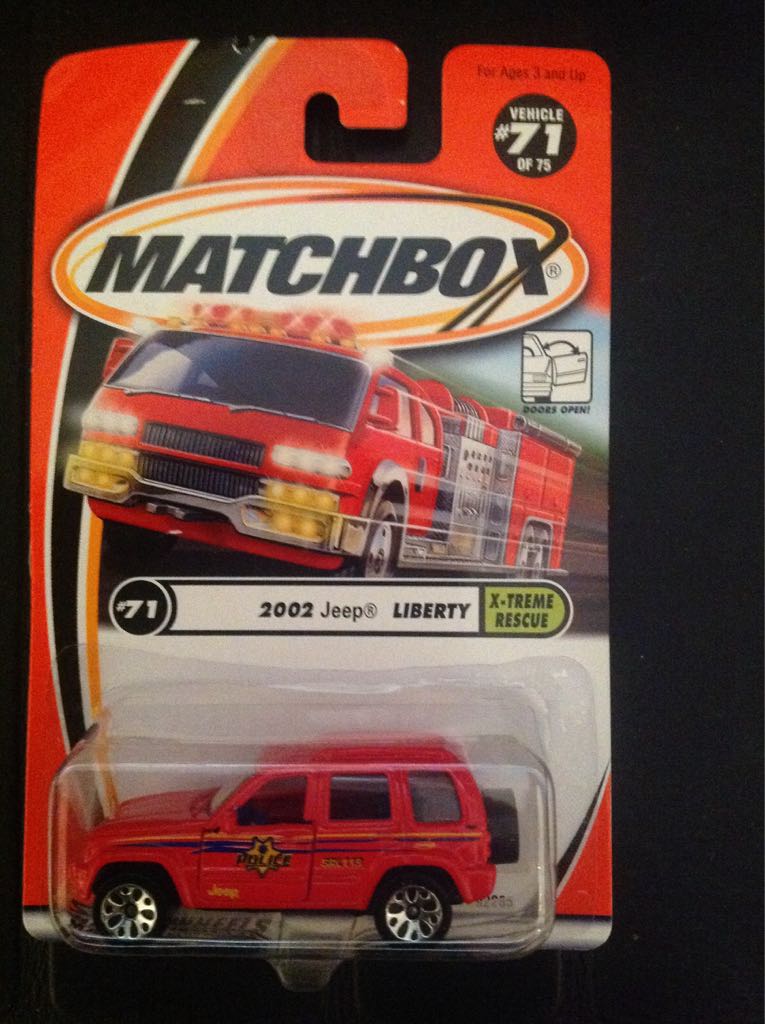 For Ages 3 and Up
VEHICLE
#71
OF 75
MATCHBOX®
DOORS OPEN!
#71
2002 Jeep® LIBERTY
X-TREME
RESCUE
POLICE
Jeep